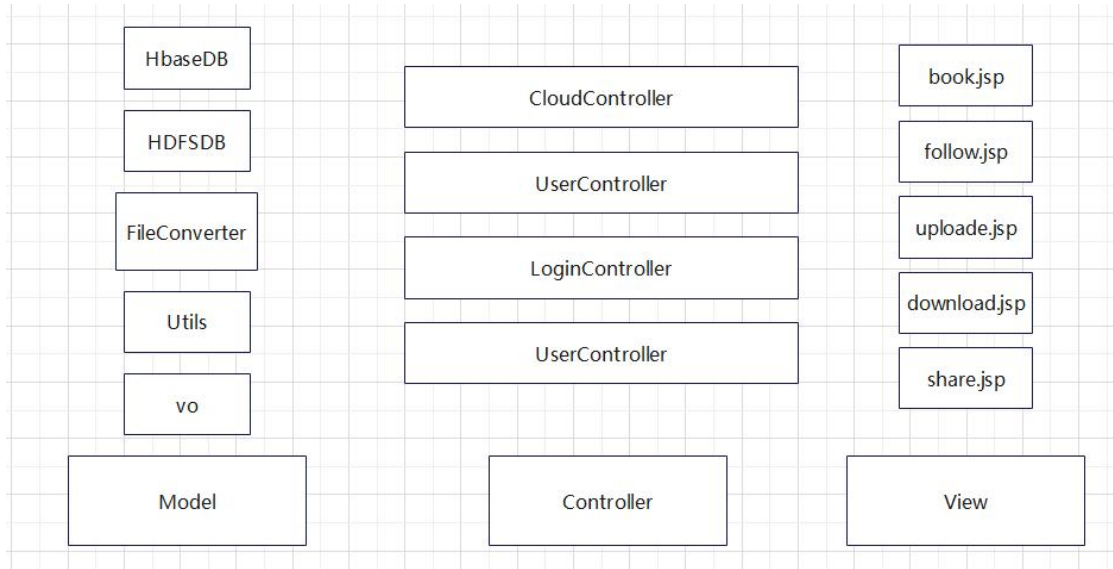 HbaseDB
HDFSDB
FileConverter
Utils
vo
Model
CloudController
UserController
LoginController
UserController
Controller
book.jsp
follow.jsp
uploade.jsp
download.jsp
share.jsp
View